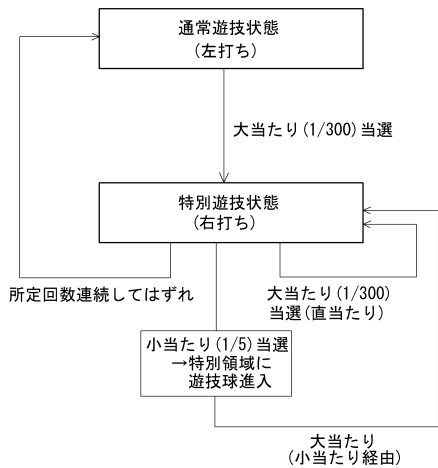 通常遊技状態
(左打ち)
大当たり(1/300)当選
特別遊技状態
(右打ち)
所定回数連続してはずれ
大当たり(1/300)
当選(直当たり)
小当たり(1/5)当選
→特別領域に
遊技球進入
大当たり
(小当たり経由)